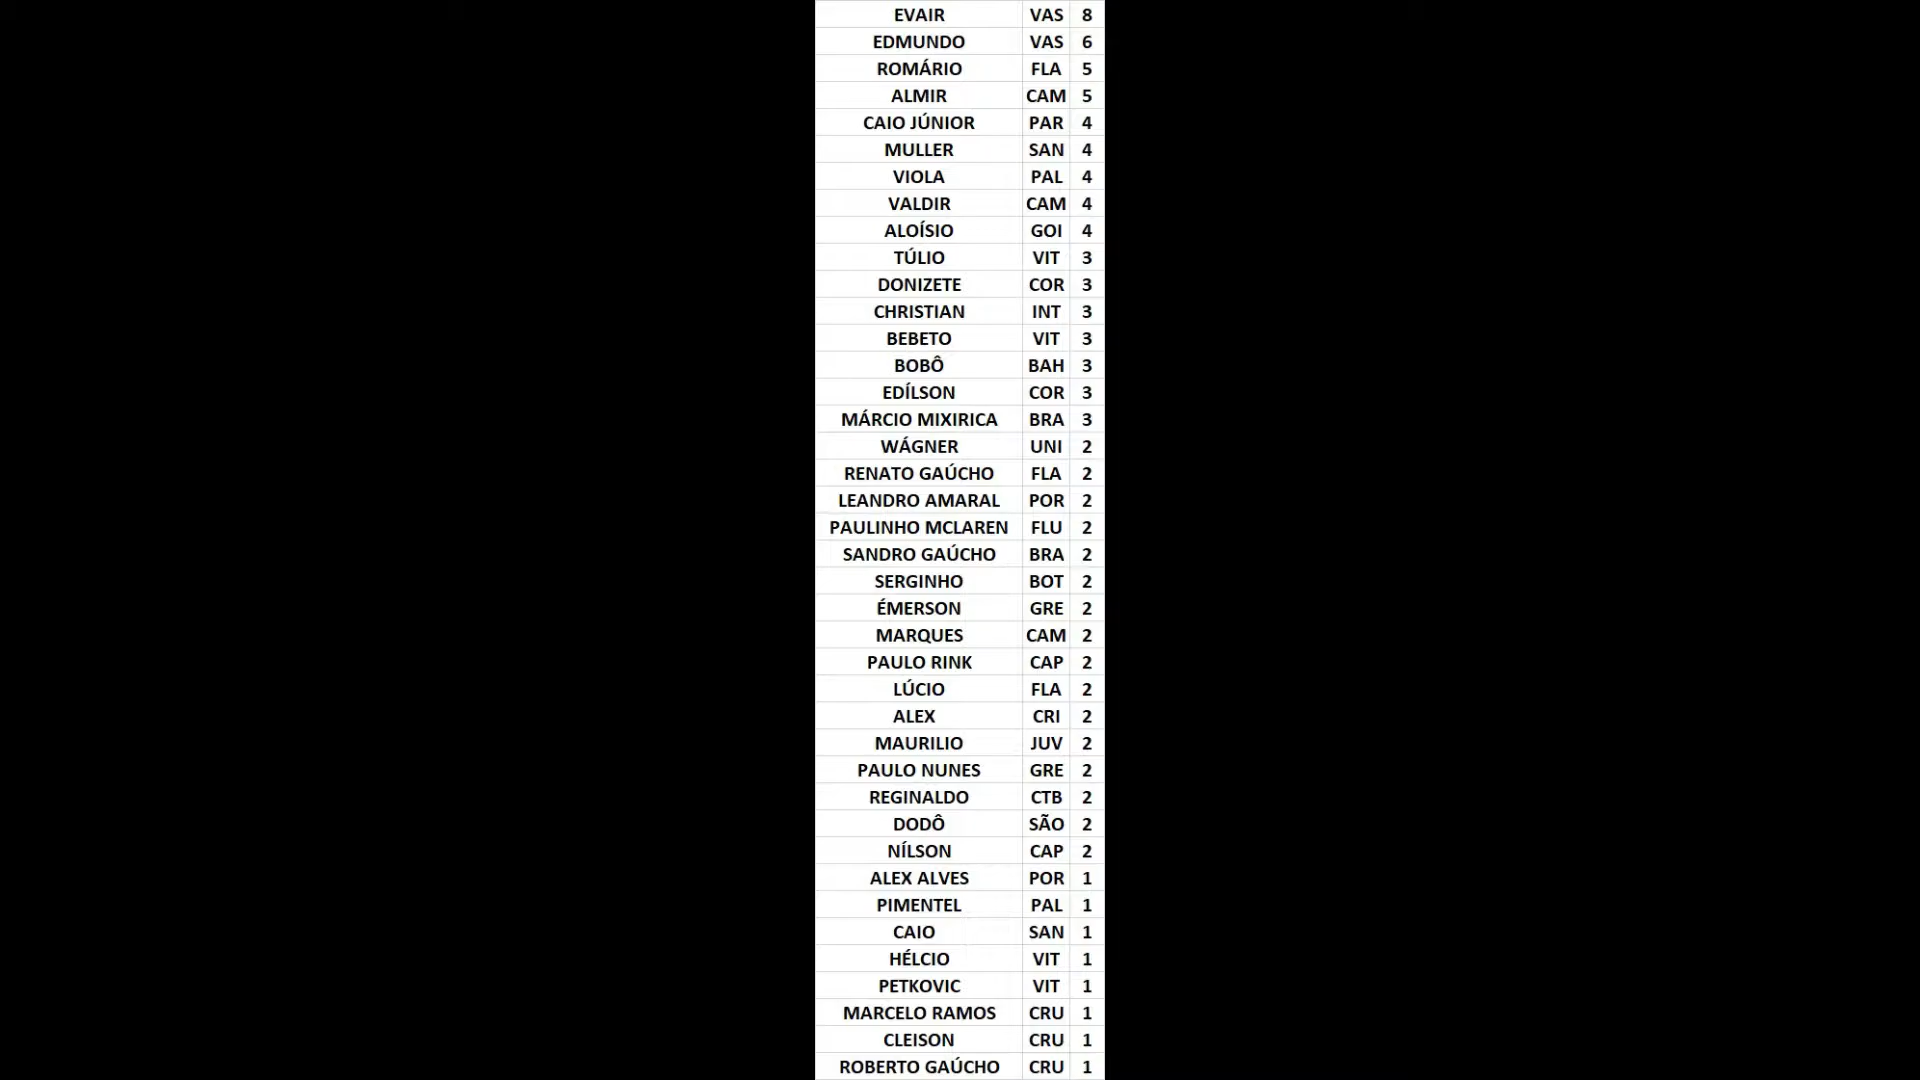 EVAIR VAS 8
EDMUNDO VAS 6
ROMÁRIO FLA 5
ALMIR CAM 5
CAIO JÚNIOR PAR 4
MULLER SAN 4
VIOLA PAL 4
VALDIR CAM 4
ALOÍSIO GOI 4
TÚLIO VIT 3
DONIZETE COR 3
CHRISTIAN INT 3
BEBETO VIT 3
BOBÔ BAH 3
EDÍLSON COR 3
MÁRCIO MIXIRICA BRA 3
WÁGNER UNI 2
RENATO GAÚCHO FLA 2
LEANDRO AMARAL POR 2
PAULINHO MCLAREN FLU 2
SANDRO GAÚCHO BRA 2
SERGINHO BOT 2
ÉMERSON GRE 2
MARQUES CAM 2
PAULO RINK CAP 2
LÚCIO FLA 2
ALEX CRI 2
MAURILIO JUV 2
PAULO NUNES GRE 2
REGINALDO CTB 2
DODÔ SÃO 2
NÍLSON CAP 2
ALEX ALVES POR 1
PIMENTEL PAL 1
CAIO SAN 1
HÉLCIO VIT 1
PETKOVIC VIT 1
MARCELO RAMOS CRU 1
CLEISON CRU 1
ROBERTO GAÚCHO CRU 1